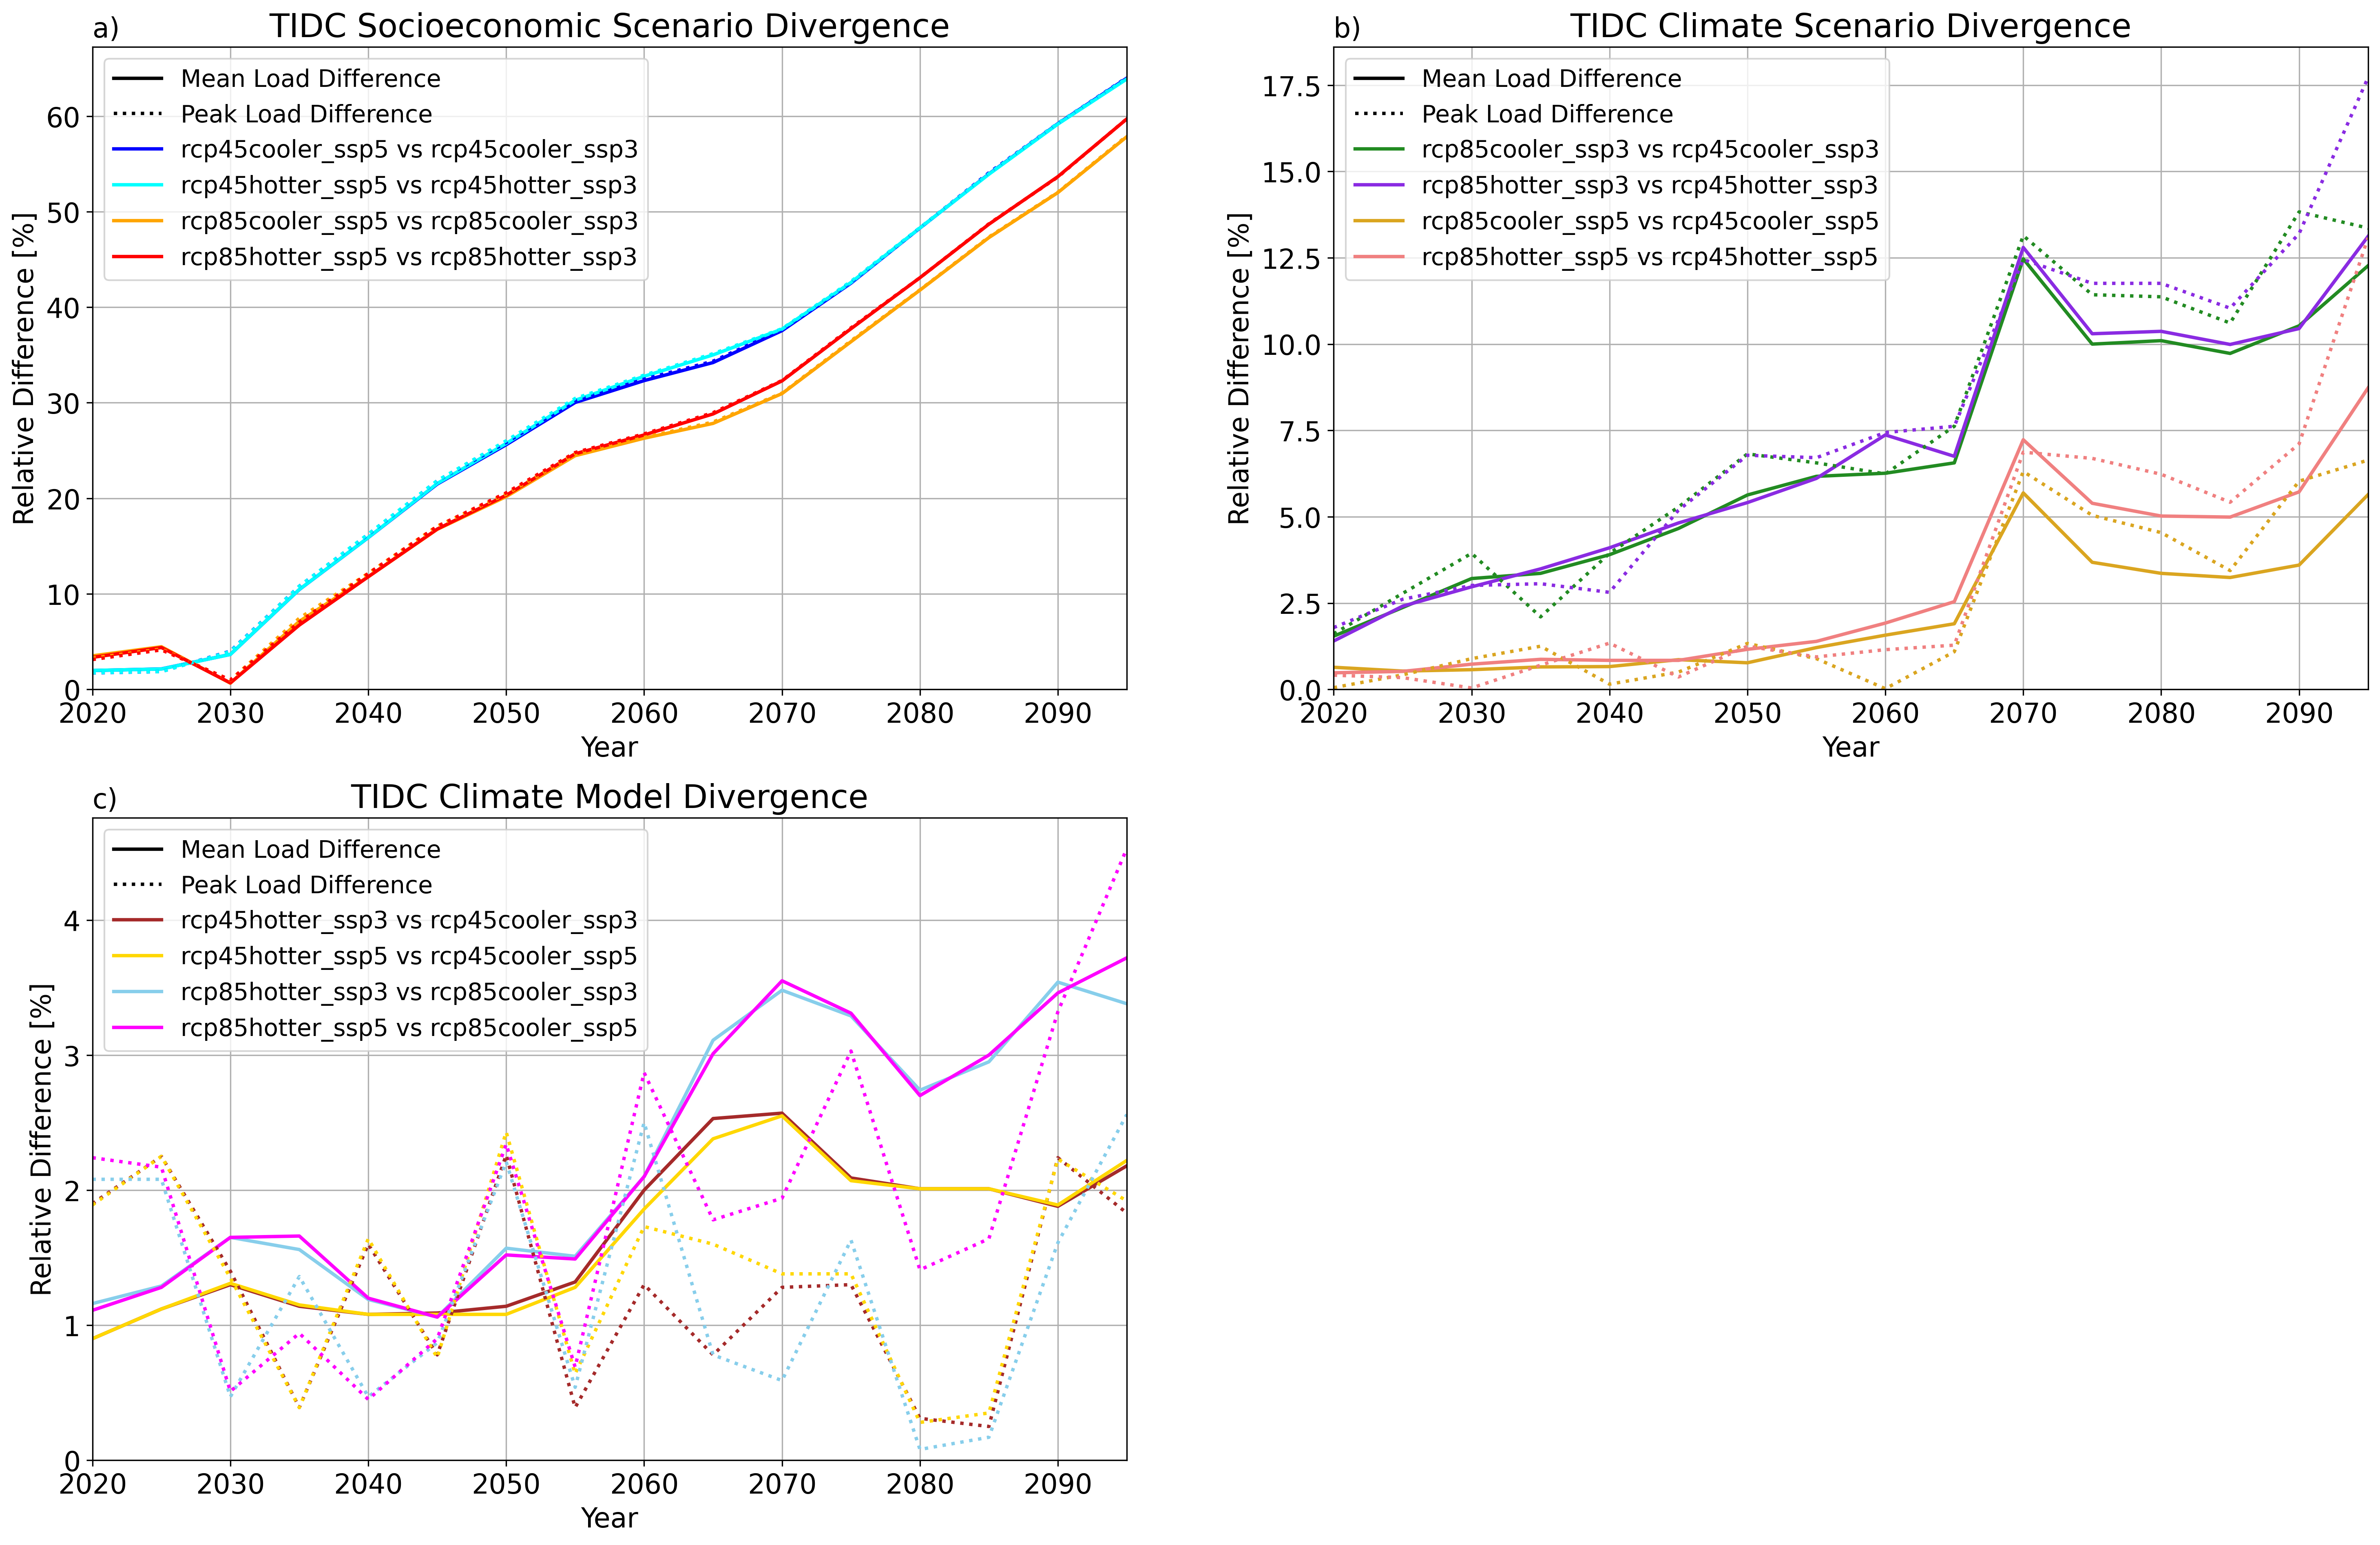 a)
TIDC Socioeconomic Scenario Divergence
Mean Load Difference
Peak Load Difference
rcp45cooler_ssp5 vs rcp45cooler_ssp3
rcp45hotter_ssp5 vs rcp45hotter_ssp3
rcp85cooler_ssp5 vs rcp85cooler_ssp3
rcp85hotter_ssp5 vs rcp85hotter_ssp3
Relative Difference [%]
60
50
40
30
20
10
0
2020 2030 2040 2050 2060 2070 2080 2090
Year
b)
TIDC Climate Scenario Divergence
Mean Load Difference
Peak Load Difference
rcp85cooler_ssp3 vs rcp45cooler_ssp3
rcp85hotter_ssp3 vs rcp45hotter_ssp3
rcp85cooler_ssp5 vs rcp45cooler_ssp5
rcp85hotter_ssp5 vs rcp45hotter_ssp5
Relative Difference [%]
17.5
15.0
12.5
10.0
7.5
5.0
2.5
0.0
2020 2030 2040 2050 2060 2070 2080 2090
Year
c)
TIDC Climate Model Divergence
Mean Load Difference
Peak Load Difference
rcp45hotter_ssp3 vs rcp45cooler_ssp3
rcp45hotter_ssp5 vs rcp45cooler_ssp5
rcp85hotter_ssp3 vs rcp85cooler_ssp3
rcp85hotter_ssp5 vs rcp85cooler_ssp5
Relative Difference [%]
4
3
2
1
0
2020 2030 2040 2050 2060 2070 2080 2090
Year